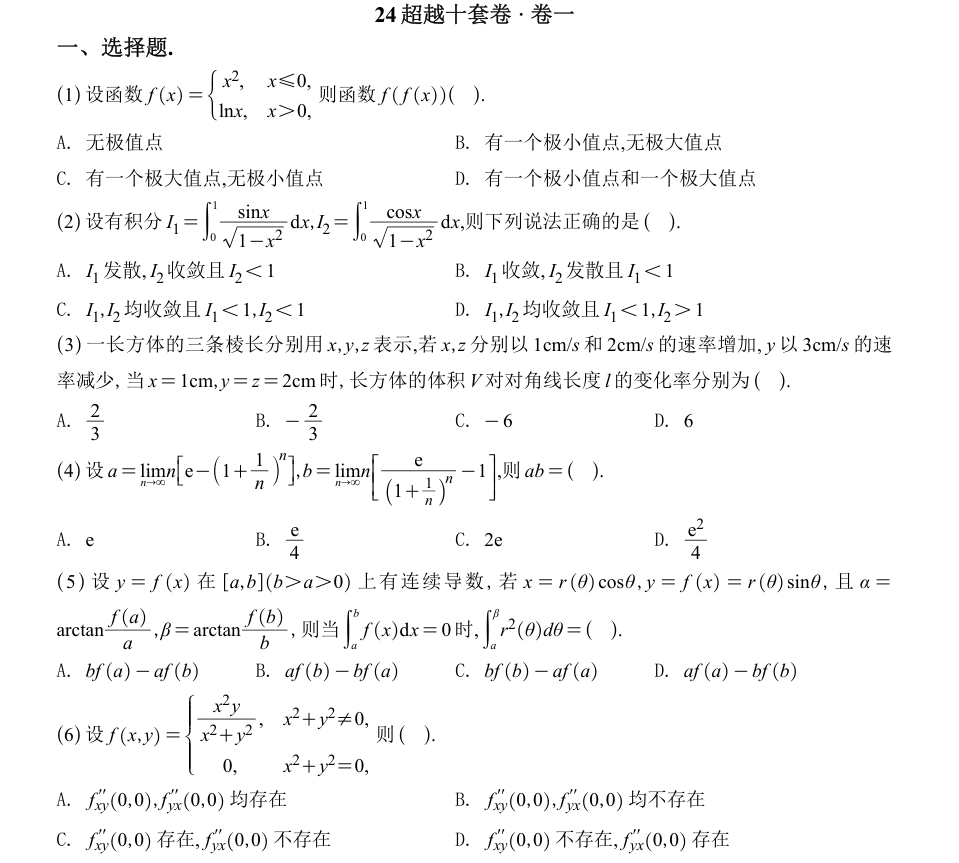 24超越十套卷·卷一
一、选择题.
(1) 设函数 f(x) = { x², x⩽0, lnx, x>0, 则函数 f(f(x))( ).
A. 无极值点 B. 有一个极小值点,无极大值点
C. 有一个极大值点,无极小值点 D. 有一个极小值点和一个极大值点
(2) 设有积分 I₁ = ∫₀¹ sinx/√(1−x²) dx, I₂ = ∫₀¹ cosx/√(1−x²) dx,则下列说法正确的是 ( ).
A. I₁ 发散, I₂ 收敛且 I₂ < 1 B. I₁ 收敛, I₂ 发散且 I₁ < 1
C. I₁,I₂ 均收敛且 I₁ < 1,I₂ < 1 D. I₁,I₂ 均收敛且 I₁ < 1,I₂ > 1
(3) 一长方体的三条棱长分别用 x,y,z 表示,若 x,z 分别以 1cm/s 和 2cm/s 的速率增加, y 以 3cm/s 的速
率减少, 当 x = 1cm,y = z = 2cm 时, 长方体的体积 V 对对角线长度 l 的变化率分别为 ( ).
A. 2/3 B. −2/3 C. −6 D. 6
(4) 设 a = lim n→∞ n[e−(1+1/n)ⁿ], b = lim n→∞ n[e/(1+1/n)ⁿ −1],则 ab = ( ).
A. e B. e/4 C. 2e D. e²/4
(5) 设 y = f(x) 在 [a,b](b>a>0) 上有连续导数, 若 x = r(θ)cosθ, y = f(x) = r(θ)sinθ, 且 α =
arctan f(a)/a, β = arctan f(b)/b, 则当 ∫ₐᵇ f(x)dx = 0 时, ∫ₐᵝ r²(θ)dθ = ( ).
A. bf(a) − af(b) B. af(b) − bf(a) C. bf(b) − af(a) D. af(a) − bf(b)
(6) 设 f(x,y) = { x²y/(x²+y²), x²+y²≠0, 0, x²+y²=0, 则 ( ).
A. f″xy(0,0),f″yx(0,0) 均存在 B. f″xy(0,0),f″yx(0,0) 均不存在
C. f″xy(0,0) 存在, f″yx(0,0) 不存在 D. f″xy(0,0) 不存在, f″yx(0,0) 存在